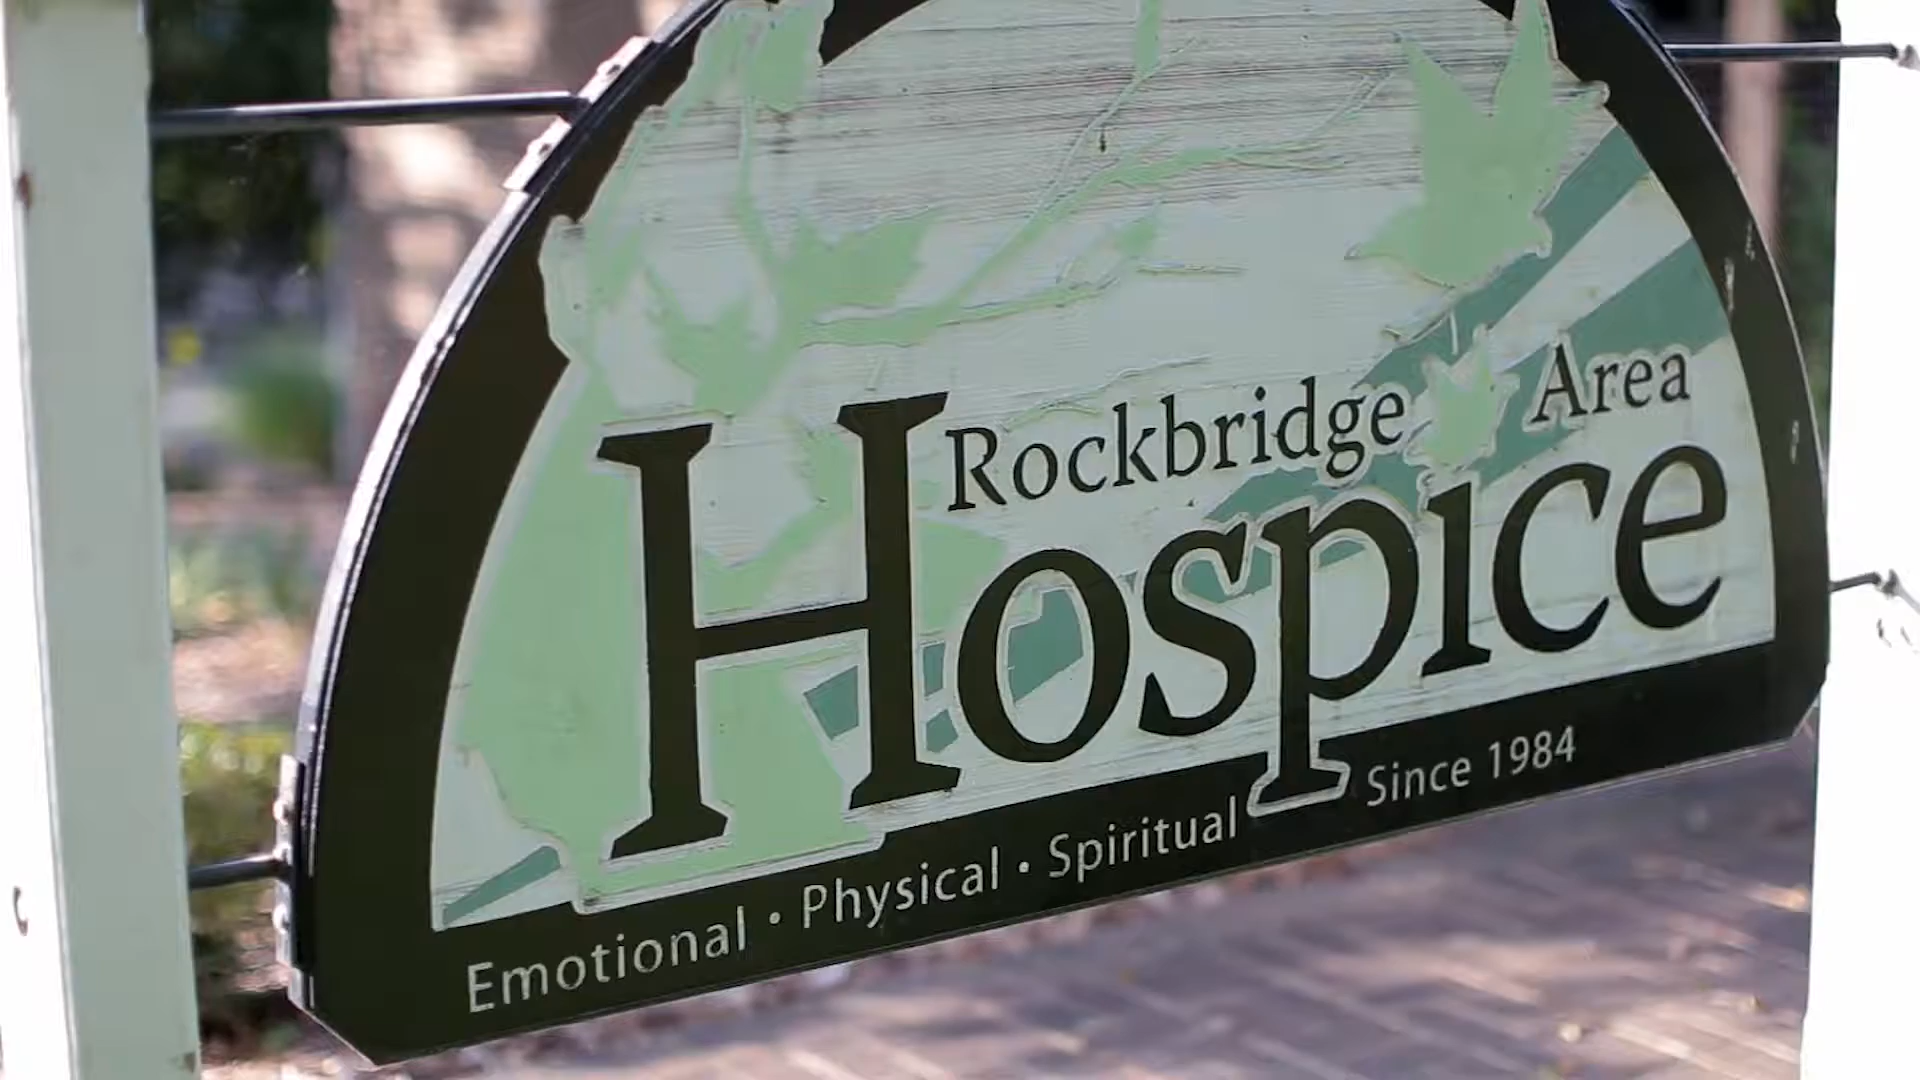 Rockbridge Area
Hospice
Emotional · Physical · Spiritual Since 1984